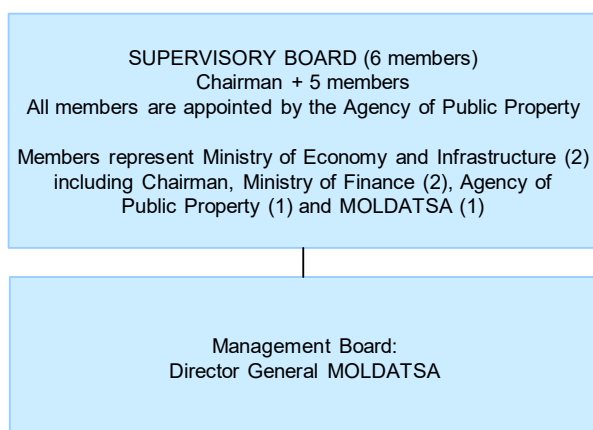 SUPERVISORY BOARD (6 members)
Chairman + 5 members
All members are appointed by the Agency of Public Property
Members represent Ministry of Economy and Infrastructure (2)
including Chairman, Ministry of Finance (2), Agency of
Public Property (1) and MOLDATSA (1)
Management Board:
Director General MOLDATSA